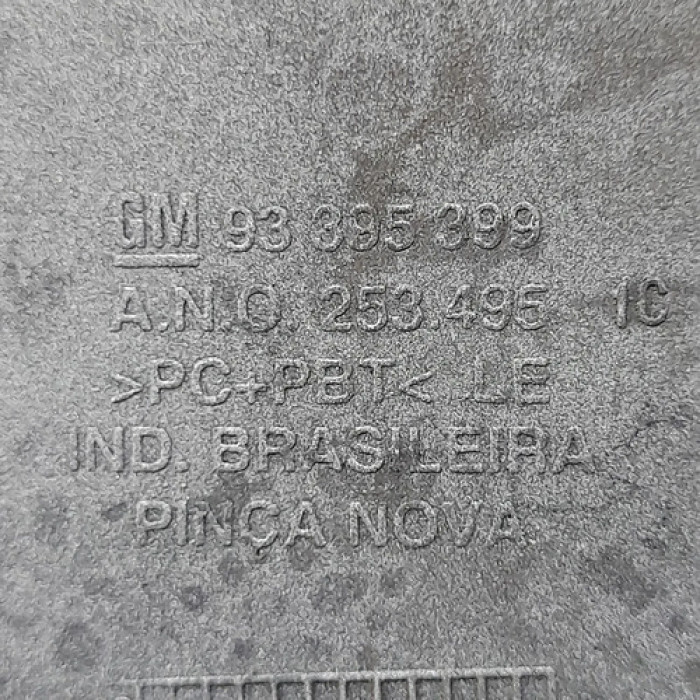 GM 93 395 399
A.N.O. 253.495 1C
>PC+PBT< LE
IND. BRASILEIRA
PINÇA NOVA